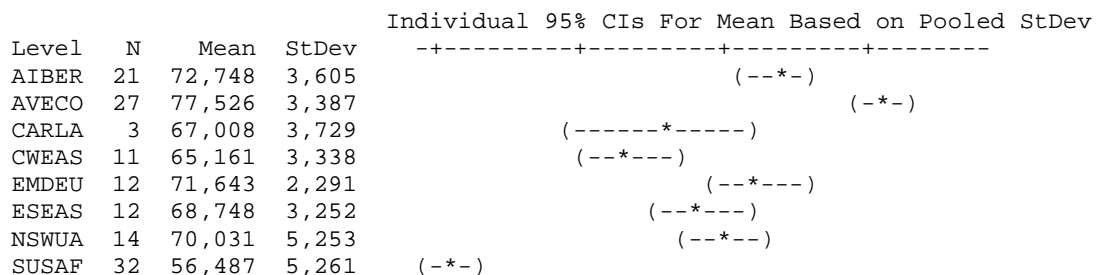 Individual 95% CIs For Mean Based on Pooled StDev
Level   N    Mean   StDev    -+---------+---------+---------+--------
AIBER  21  72,748   3,605                          (--*-)
AVECO  27  77,526   3,387                                  (-*-)
CARLA   3  67,008   3,729              (------*-----)
CWEAS  11  65,161   3,338               (--*---)
EMDEU  12  71,643   2,291                        (--*---)
ESEAS  12  68,748   3,252                    (--*---)
NSWUA  14  70,031   5,253                      (--*--)
SUSAF  32  56,487   5,261    (-*-)